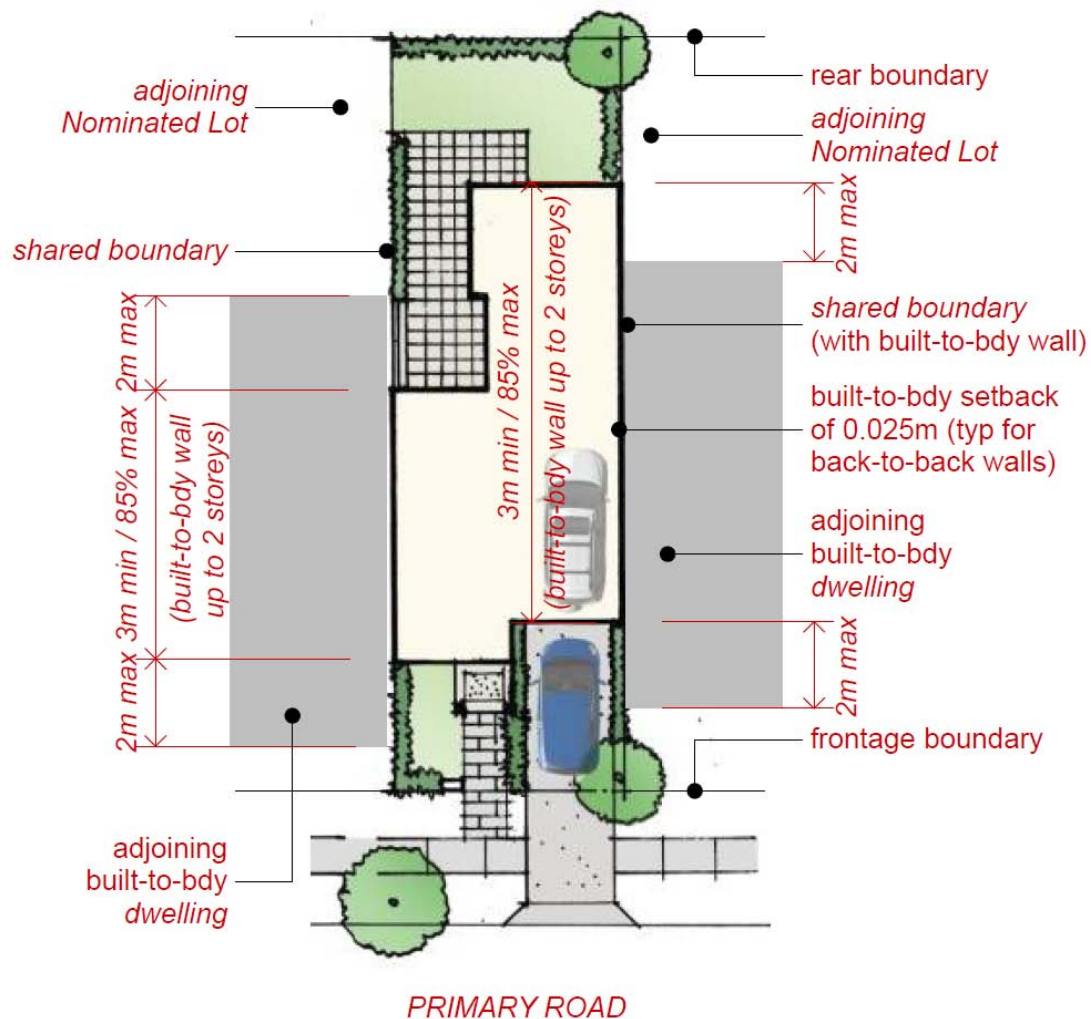 rear boundary
adjoining
Nominated Lot
adjoining
Nominated Lot
2m max
shared boundary
shared boundary
(with built-to-bdy wall)
2m max
3m min / 85% max
(built-to-bdy wall up to 2 storeys)
built-to-bdy setback
of 0.025m (typ for
back-to-back walls)
3m min / 85% max
(built-to-bdy wall
up to 2 storeys)
adjoining
built-to-bdy
dwelling
2m max
2m max
frontage boundary
adjoining
built-to-bdy
dwelling
PRIMARY ROAD